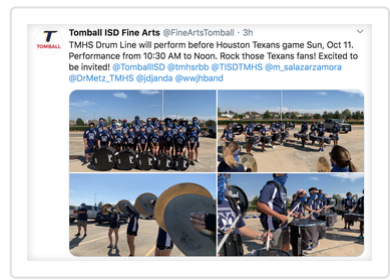 Tomball ISD Fine Arts @FineArtsTomball · 3h
TMHS Drum Line will perform before Houston Texans game Sun, Oct 11.
Performance from 10:30 AM to Noon. Rock those Texans fans! Excited to
be invited! @TomballISD @tmhsrbb @TISDTMHS @m_salazarzamora
@DrMetz_TMHS @jdjanda @wwjhband
T
TOMBALL